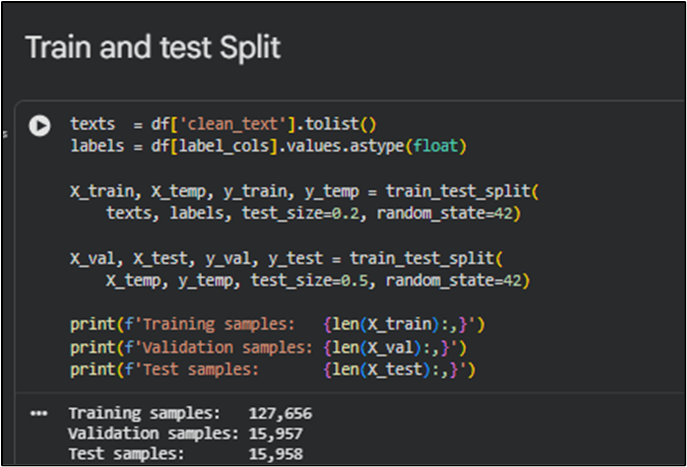 Train and test Split
texts  = df['clean_text'].tolist()
labels = df[label_cols].values.astype(float)
X_train, X_temp, y_train, y_temp = train_test_split(
    texts, labels, test_size=0.2, random_state=42)
X_val, X_test, y_val, y_test = train_test_split(
    X_temp, y_temp, test_size=0.5, random_state=42)
print(f'Training samples:   {len(X_train):,}')
print(f'Validation samples: {len(X_val):,}')
print(f'Test samples:       {len(X_test):,}')
Training samples:   127,656
Validation samples: 15,957
Test samples:       15,958